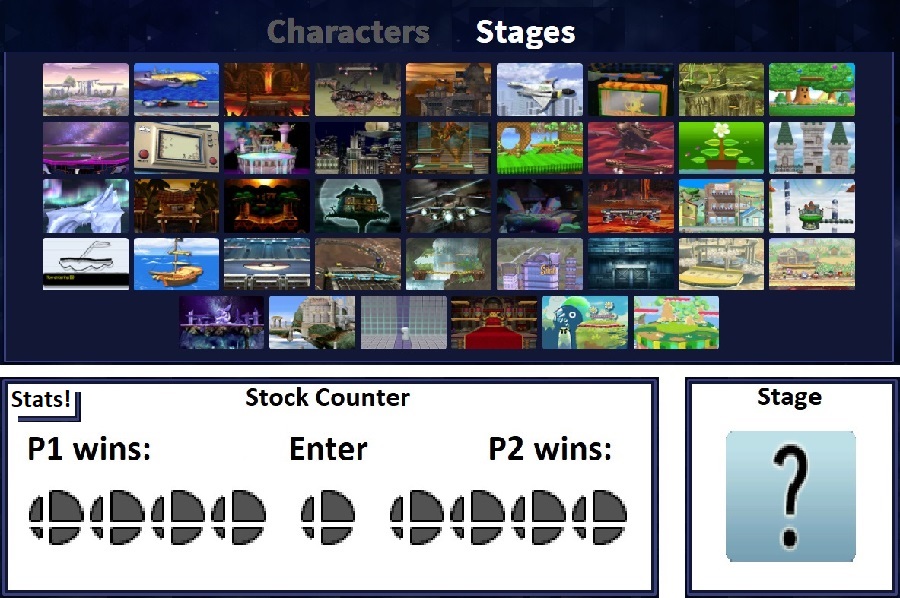 Characters Stages
Stats!
Stock Counter
Stage
P1 wins:
Enter
P2 wins:
?